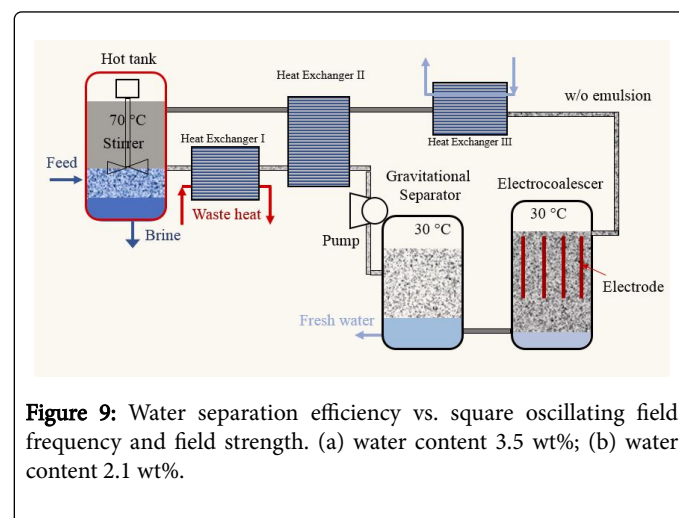 Hot tank
Heat Exchanger II
70 °C
Stirrer
w/o emulsion
Heat Exchanger I
Heat Exchanger III
Feed
Gravitational
Separator
Electrocoalescer
Waste heat
30 °C
30 °C
Brine
Pump
Electrode
Fresh water
Figure 9: Water separation efficiency vs. square oscillating field
frequency and field strength. (a) water content 3.5 wt%; (b) water
content 2.1 wt%.